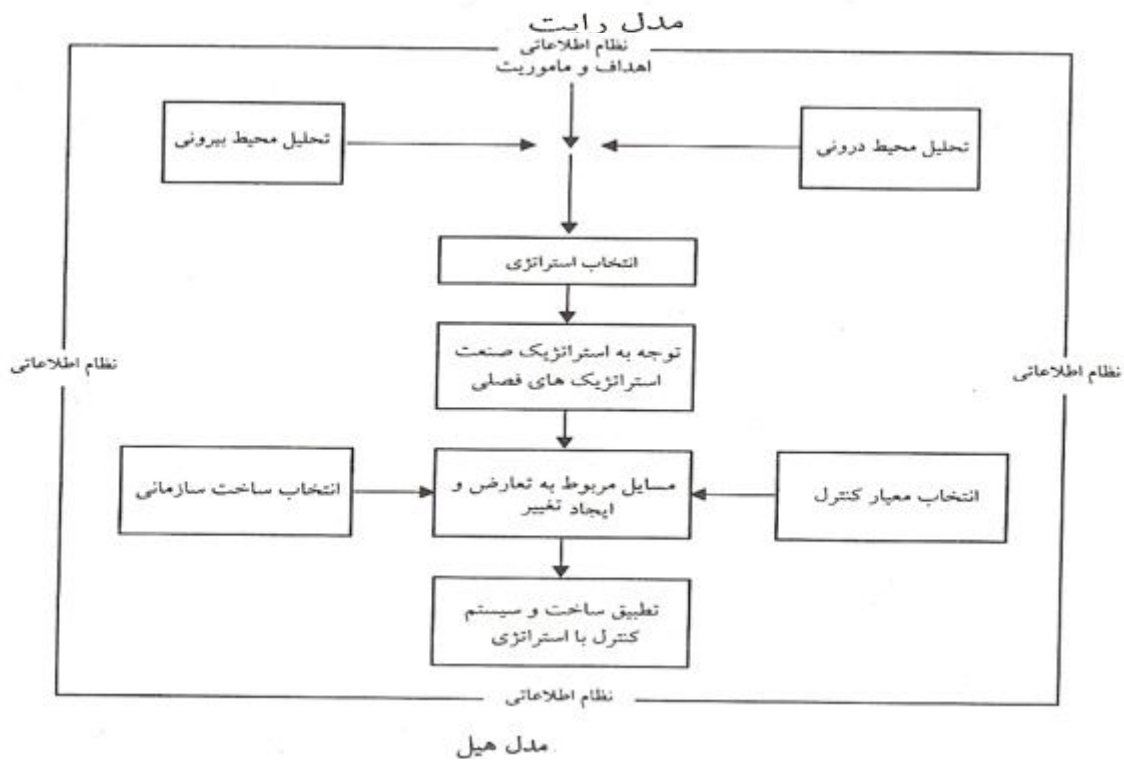 مدل رایت
نظام اطلاعاتی
اهداف و ماموریت
تحلیل محیط درونی
تحلیل محیط بیرونی
انتخاب استراتژی
توجه به استراتژیک صنعت
استراتژیک های فصلی
نظام اطلاعاتی
نظام اطلاعاتی
انتخاب معیار کنترل
مسایل مربوط به تعارض و
ایجاد تغییر
انتخاب ساخت سازمانی
تطبیق ساخت و سیستم
کنترل با استراتژی
نظام اطلاعاتی
مدل هیل